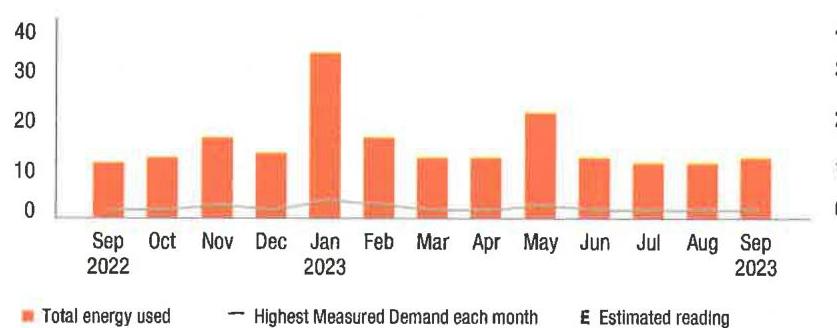 40
30
20
10
0
Sep Oct Nov Dec Jan Feb Mar Apr May Jun Jul Aug Sep
2022 2023 2023
Total energy used Highest Measured Demand each month E Estimated reading